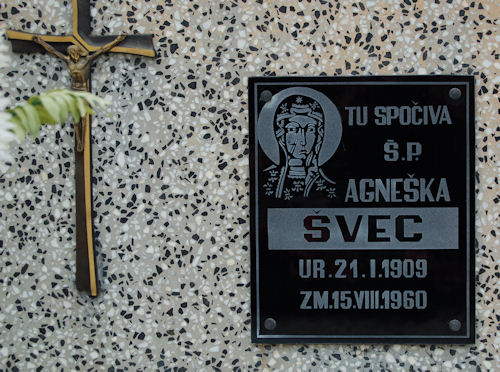 TU SPOČIVA
Š.P.
AGNEŠKA
ŠVEC
UR. 21. I. 1909
ZM. 15. VIII. 1960